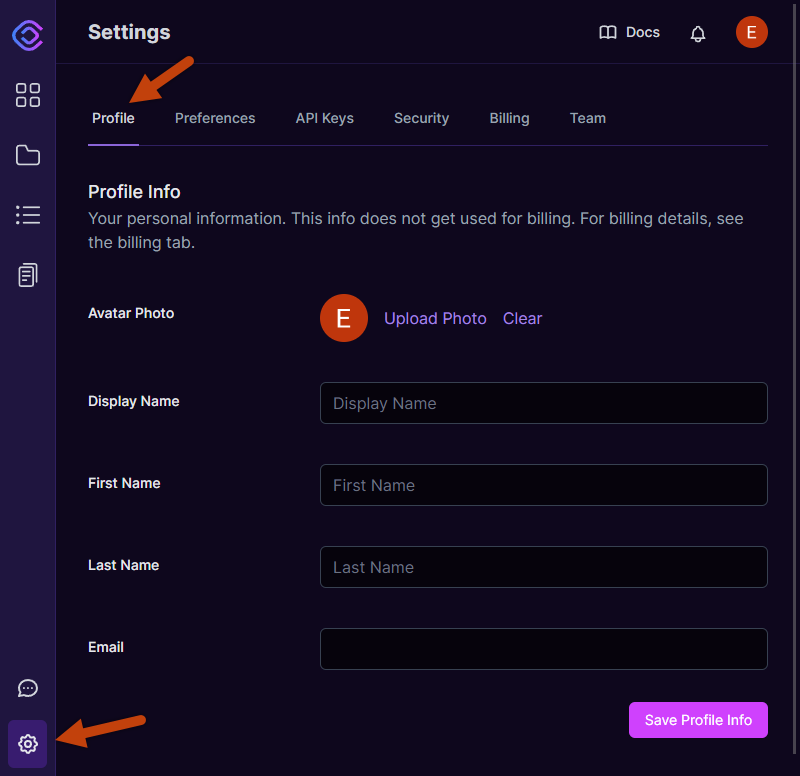 Settings
Docs
E
Profile
Preferences
API Keys
Security
Billing
Team
Profile Info
Your personal information. This info does not get used for billing. For billing details, see
the billing tab.
Avatar Photo
E
Upload Photo
Clear
Display Name
Display Name
First Name
First Name
Last Name
Last Name
Email
Save Profile Info